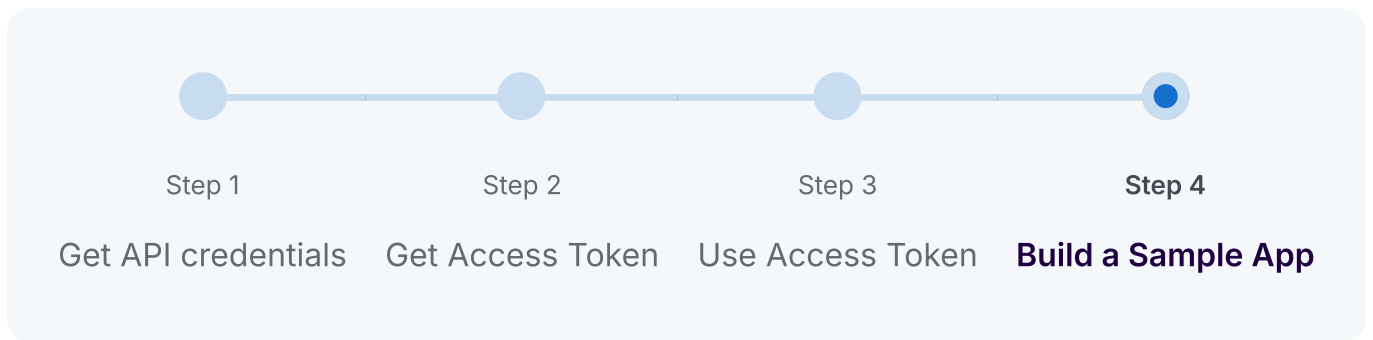 Step 1
Step 2
Step 3
Step 4
Get API credentials
Get Access Token
Use Access Token
Build a Sample App